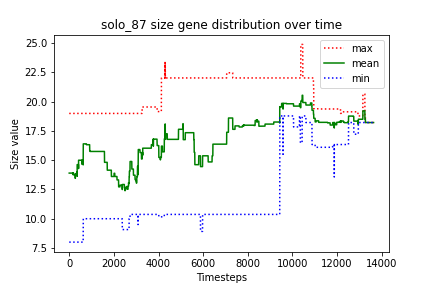 solo_87 size gene distribution over time
25.0
22.5
20.0
17.5
15.0
12.5
10.0
7.5
Size value
max
mean
min
0 2000 4000 6000 8000 10000 12000 14000
Timesteps